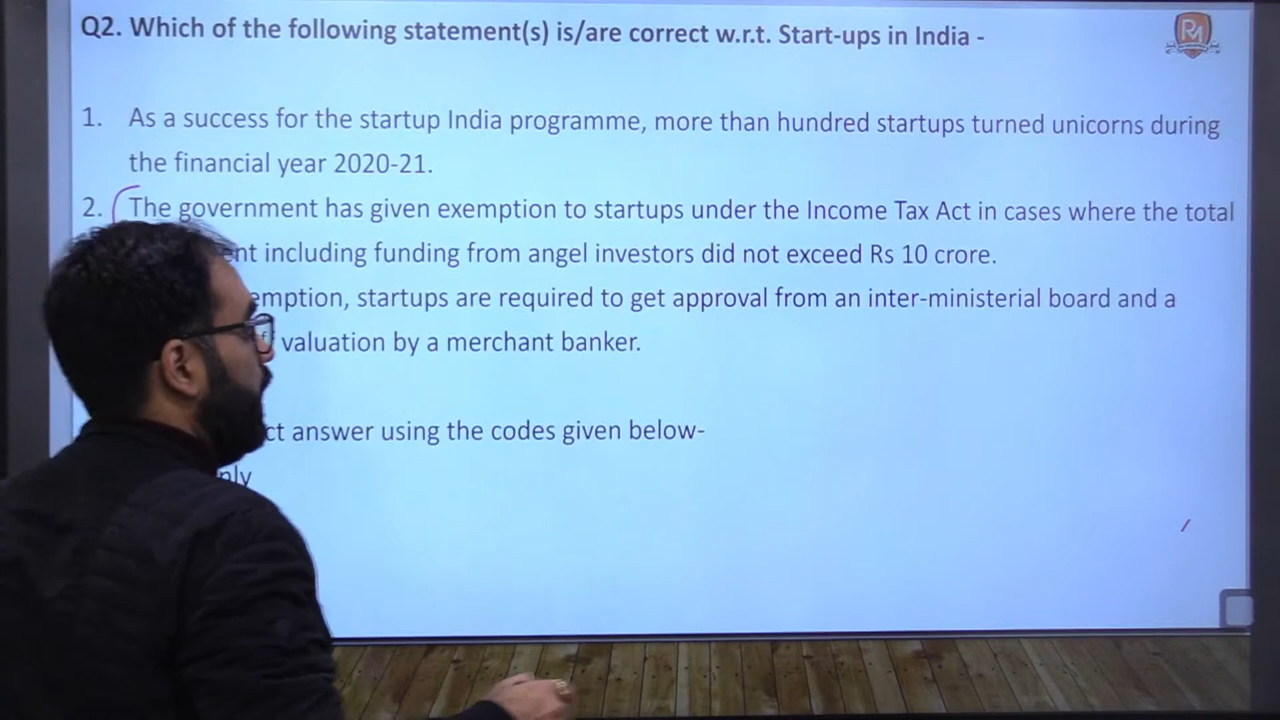 Q2. Which of the following statement(s) is/are correct w.r.t. Start-ups in India -
RM
1. As a success for the startup India programme, more than hundred startups turned unicorns during
the financial year 2020-21.
2. The government has given exemption to startups under the Income Tax Act in cases where the total
ent including funding from angel investors did not exceed Rs 10 crore.
emption, startups are required to get approval from an inter-ministerial board and a
valuation by a merchant banker.
ct answer using the codes given below-
nly